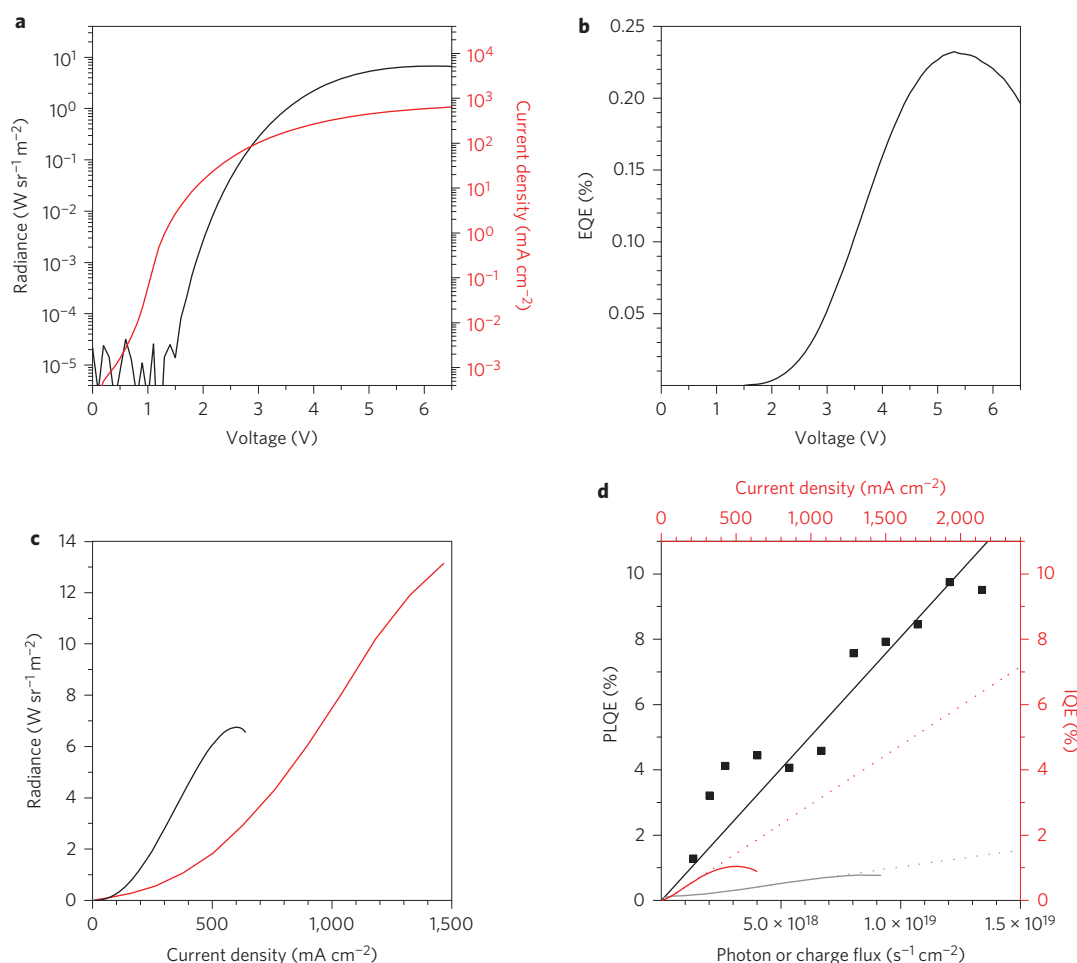 a
10¹
10⁰
10⁻¹
10⁻²
10⁻³
10⁻⁴
10⁻⁵
Radiance (W sr⁻¹ m⁻²)
10⁴
10³
10²
10¹
10⁰
10⁻¹
10⁻²
10⁻³
Current density (mA cm⁻²)
0 1 2 3 4 5 6
Voltage (V)
b
0.25
0.20
0.15
0.10
0.05
EQE (%)
0 1 2 3 4 5 6
Voltage (V)
c
14
12
10
8
6
4
2
0
Radiance (W sr⁻¹ m⁻²)
0 500 1,000 1,500
Current density (mA cm⁻²)
d
Current density (mA cm⁻²)
0 500 1,000 1,500 2,000
10
8
6
4
2
0
PLQE (%)
10
8
6
4
2
0
IQE (%)
5.0 × 10¹⁸ 1.0 × 10¹⁹ 1.5 × 10¹⁹
Photon or charge flux (s⁻¹ cm⁻²)